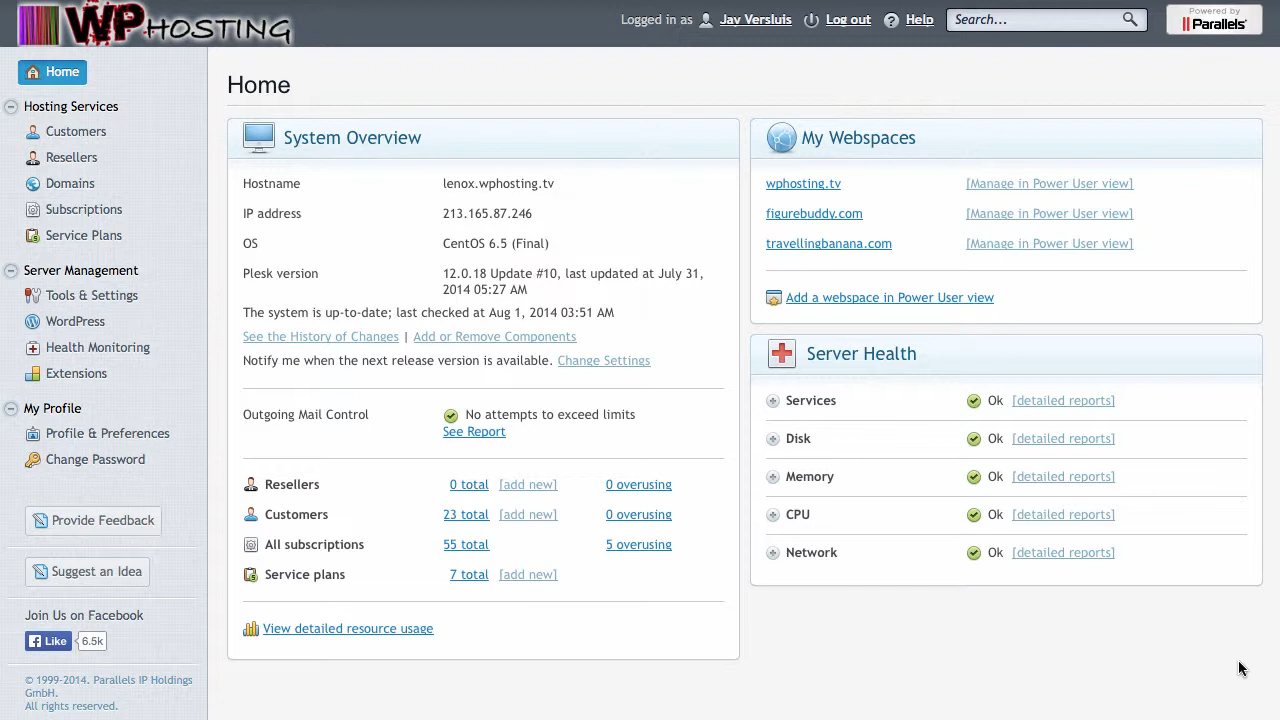 WPHOSTING
Logged in as Jay Versluis Log out Help Search... Powered by Parallels
Home
Hosting Services
Customers
Resellers
Domains
Subscriptions
Service Plans
Server Management
Tools & Settings
WordPress
Health Monitoring
Extensions
My Profile
Profile & Preferences
Change Password
Provide Feedback
Suggest an Idea
Join Us on Facebook
Like 6.5k
© 1999-2014. Parallels IP Holdings
GmbH.
All rights reserved.
Home
System Overview
Hostname lenox.wphosting.tv
IP address 213.165.87.246
OS CentOS 6.5 (Final)
Plesk version 12.0.18 Update #10, last updated at July 31,
2014 05:27 AM
The system is up-to-date; last checked at Aug 1, 2014 03:51 AM
See the History of Changes | Add or Remove Components
Notify me when the next release version is available. Change Settings
Outgoing Mail Control No attempts to exceed limits
See Report
Resellers 0 total [add new] 0 overusing
Customers 23 total [add new] 0 overusing
All subscriptions 55 total 5 overusing
Service plans 7 total [add new]
View detailed resource usage
My Webspaces
wphosting.tv [Manage in Power User view]
figurebuddy.com [Manage in Power User view]
travellingbanana.com [Manage in Power User view]
Add a webspace in Power User view
Server Health
Services Ok [detailed reports]
Disk Ok [detailed reports]
Memory Ok [detailed reports]
CPU Ok [detailed reports]
Network Ok [detailed reports]